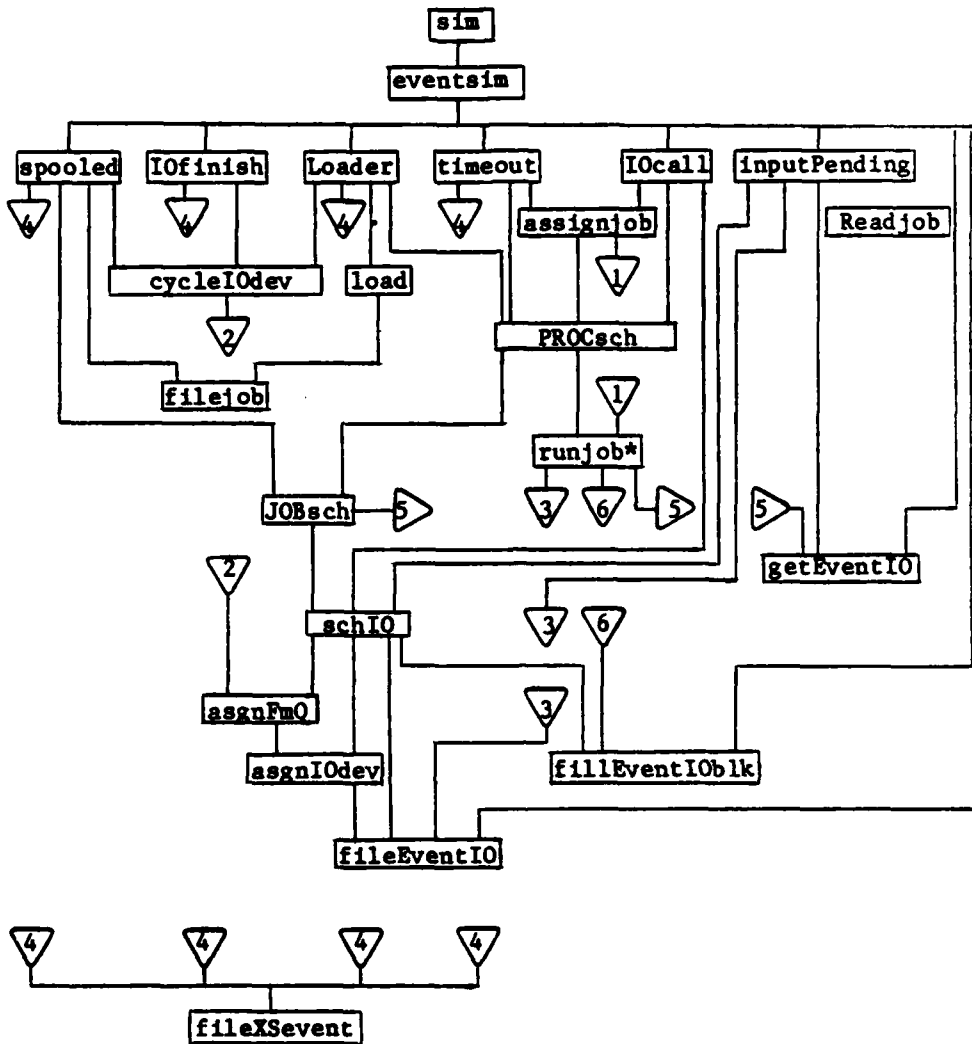 sim
eventsim
spooled IOfinish Loader timeout IOcall inputPending
4 4 4 4 assignjob Readjob
cycleIOdev load 1
2 PROCsch
filejob 1
runjob*
3 6 5
JOBsch 5 5
2 getEventIO
schIO 3 6
asgnFmQ 3
asgnIOdev fillEventIOblk
fileEventIO
4 4 4 4
fileXSevent